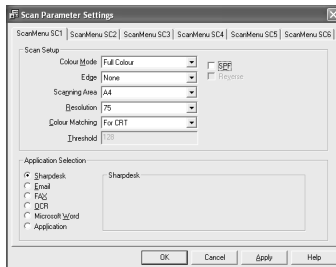 Scan Parameter Settings
ScanMenu SC1 ScanMenu SC2 ScanMenu SC3 ScanMenu SC4 ScanMenu SC5 ScanMenu SC6
Scan Setup
Colour Mode Full Colour SPF
Edge None Reverse
Scanning Area A4
Resolution 75
Colour Matching For CRT
Threshold 128
Application Selection
Sharpdesk Sharpdesk
Email
FAX
OCR
Microsoft Word
Application
OK Cancel Apply Help